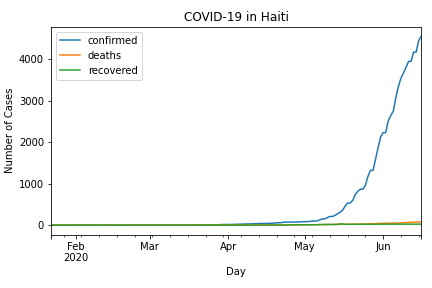 COVID-19 in Haiti
confirmed
deaths
recovered
Number of Cases
4000
3000
2000
1000
0
Feb
2020
Mar
Apr
May
Jun
Day